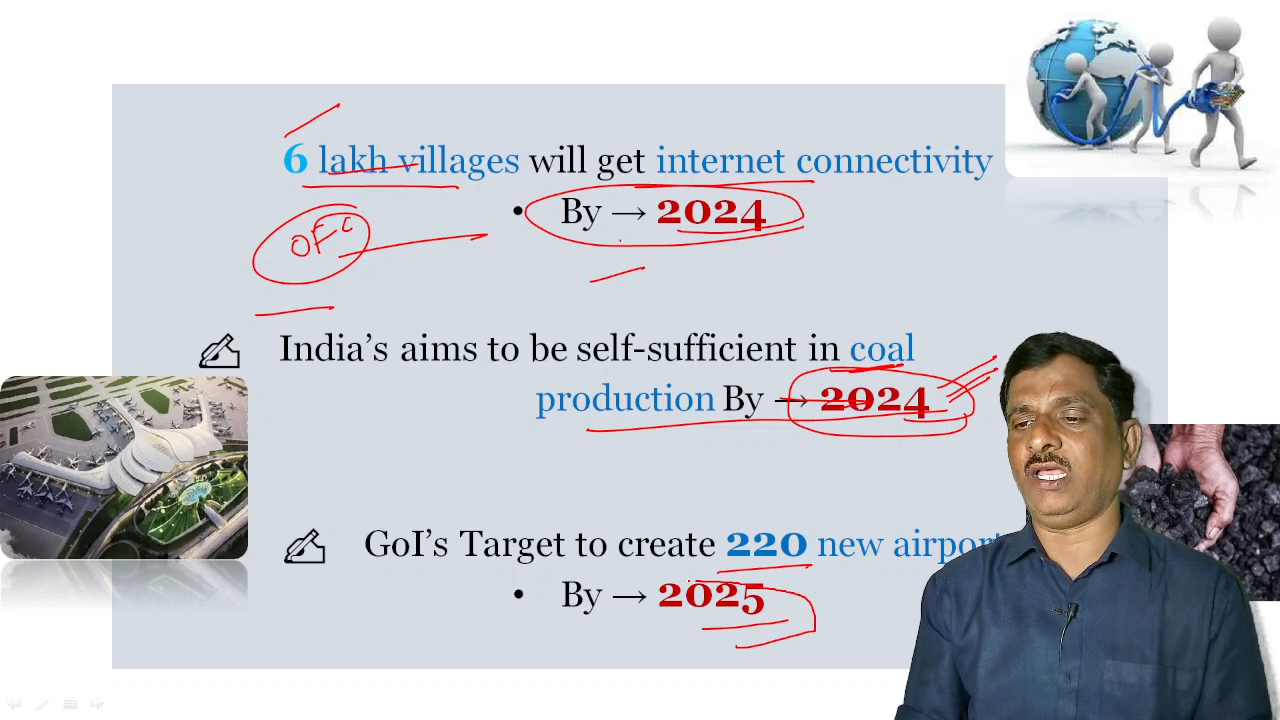 6 lakh villages will get internet connectivity
• By → 2024
OFC
India's aims to be self-sufficient in coal
production By → 2024
GoI's Target to create 220 new airport
• By → 2025